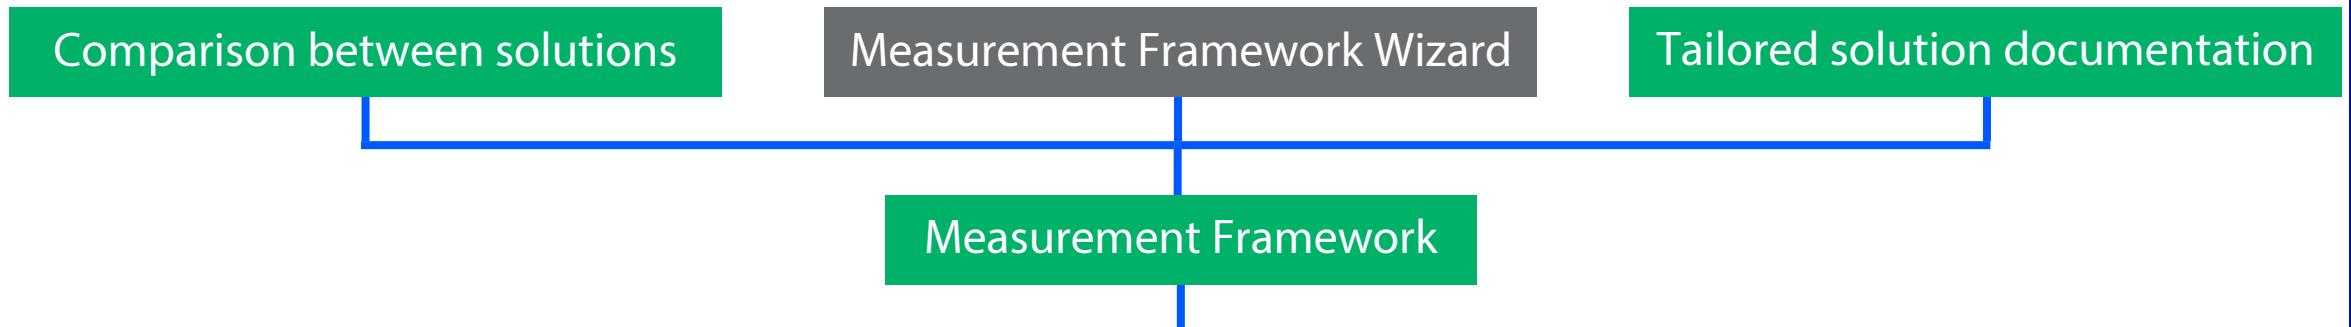 Comparison between solutions
Measurement Framework Wizard
Tailored solution documentation
Measurement Framework